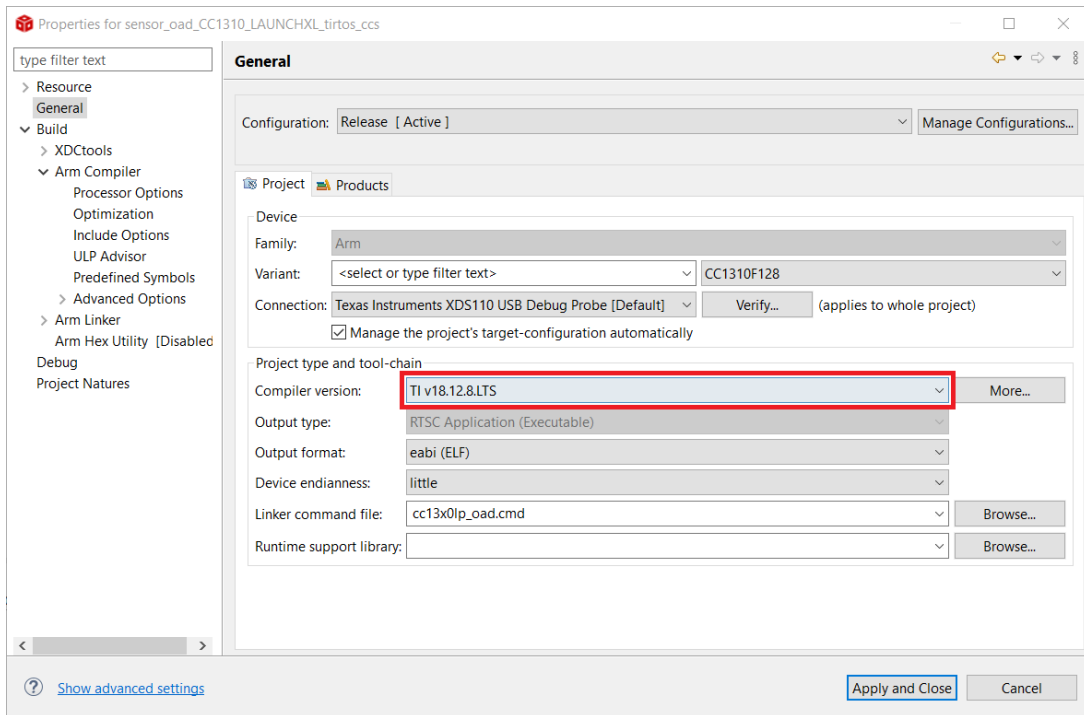 Properties for sensor_oad_CC1310_LAUNCHXL_tirtos_ccs
type filter text
General
Resource
General
Build
XDCtools
Arm Compiler
Processor Options
Optimization
Include Options
ULP Advisor
Predefined Symbols
Advanced Options
Arm Linker
Arm Hex Utility [Disabled
Debug
Project Natures
Configuration: Release [ Active ] Manage Configurations...
Project Products
Device
Family: Arm
Variant: <select or type filter text> CC1310F128
Connection: Texas Instruments XDS110 USB Debug Probe [Default] Verify... (applies to whole project)
Manage the project's target-configuration automatically
Project type and tool-chain
Compiler version: TI v18.12.8.LTS More...
Output type: RTSC Application (Executable)
Output format: eabi (ELF)
Device endianness: little
Linker command file: cc13x0lp_oad.cmd Browse...
Runtime support library: Browse...
Show advanced settings
Apply and Close Cancel